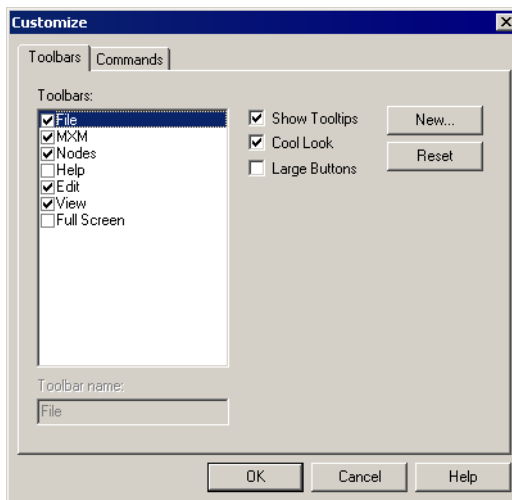 Customize
Toolbars Commands
Toolbars:
File
MXM
Nodes
Help
Edit
View
Full Screen
Show Tooltips
Cool Look
Large Buttons
New...
Reset
Toolbar name:
File
OK Cancel Help